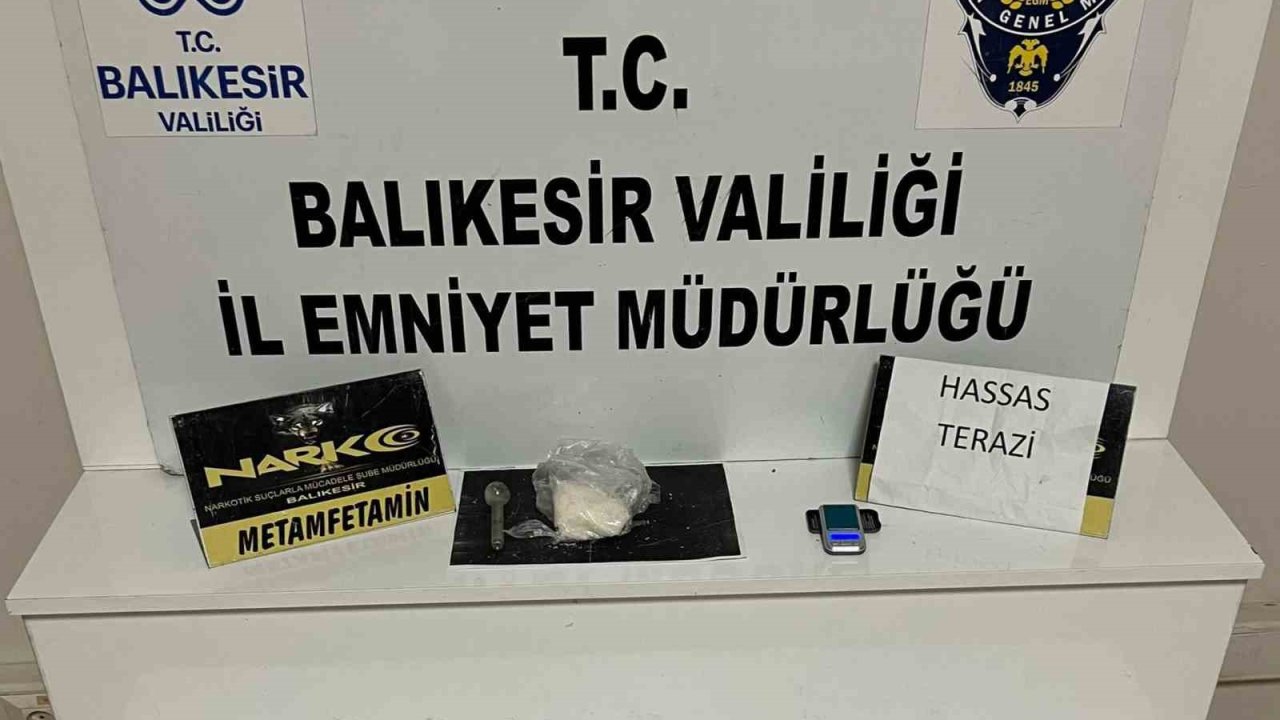 T.C.
BALIKESİR
VALİLİĞİ
EGM
GENEL
1845
T.C.
BALIKESİR VALİLİĞİ
İL EMNİYET MÜDÜRLÜĞÜ
NARKO
NARKOTİK SUÇLARLA MÜCADELE ŞUBE MÜDÜRLÜĞÜ
BALIKESİR
METAMFETAMİN
HASSAS
TERAZİ